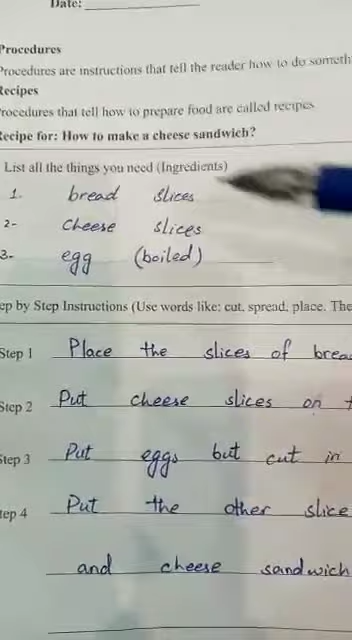 Date:
Procedures
Procedures are instructions that tell the reader how to do
Recipes
Procedures that tell how to prepare food are called recipes
Recipe for: How to make a cheese sandwich?
List all the things you need (Ingredients)
1. bread slices
2- cheese slices
3- egg (boiled)
by Step Instructions (Use words like: cut, spread, place. The
Step 1 Place the slices of
Step 2 Put cheese slices on
Step 3 Put eggs but cut in
Step 4 Put the other slice
and cheese sandwich